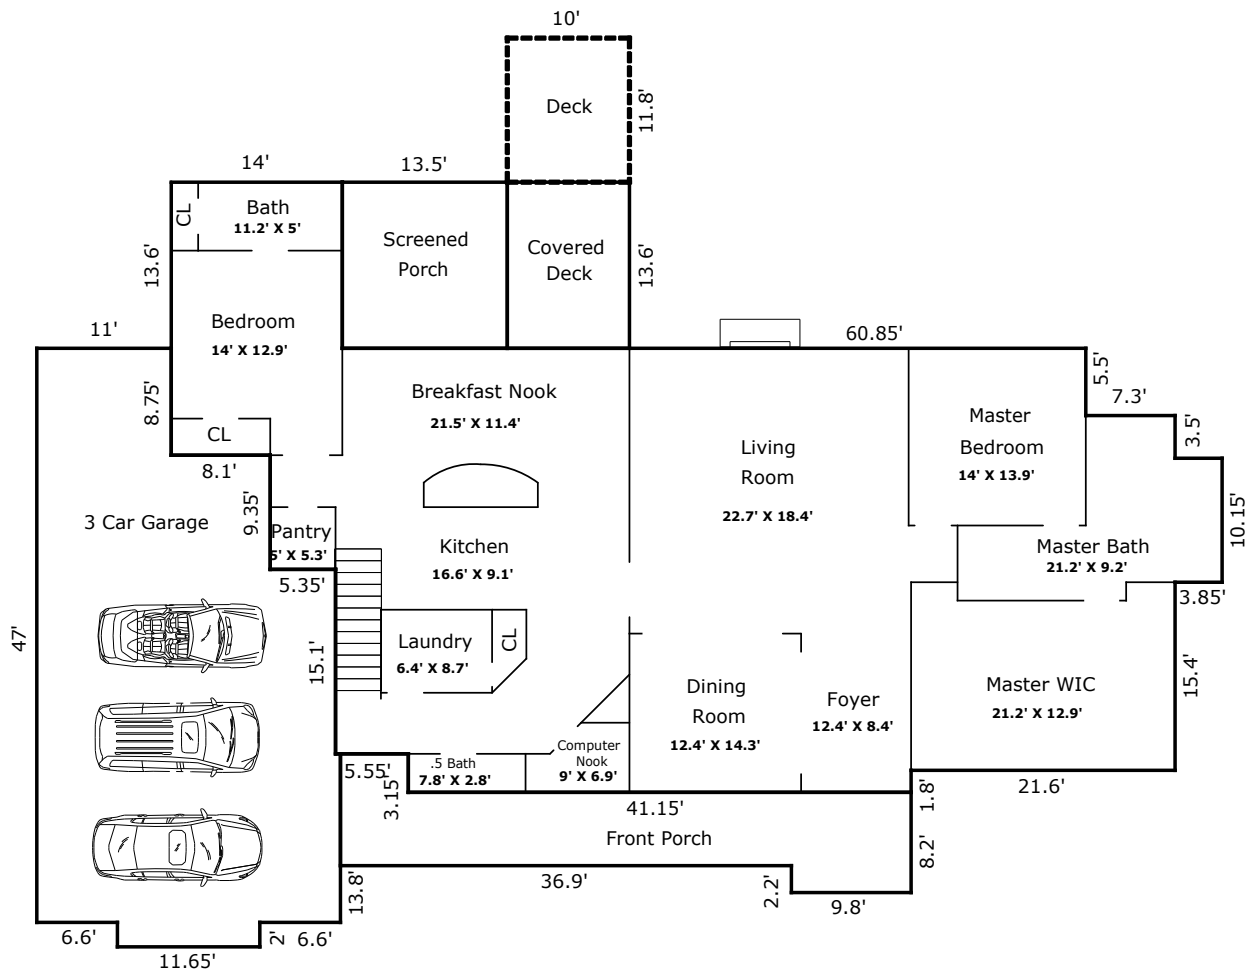 10'
Deck
11.8'
14'
13.5'
CL
Bath
11.2' X 5'
13.6'
Screened
Porch
Covered
Deck
13.6'
11'
Bedroom
14' X 12.9'
60.85'
8.75'
Breakfast Nook
21.5' X 11.4'
5.5'
7.3'
3.5'
CL
8.1'
Living
Room
22.7' X 18.4'
Master
Bedroom
14' X 13.9'
3 Car Garage
9.35'
Pantry
5' X 5.3'
5.35'
Kitchen
16.6' X 9.1'
Master Bath
21.2' X 9.2'
10.15'
3.85'
47'
15.1'
Laundry
6.4' X 8.7'
CL
Dining
Room
12.4' X 14.3'
Foyer
12.4' X 8.4'
Master WIC
21.2' X 12.9'
15.4'
5.55'
3.15'
.5 Bath
7.8' X 2.8'
Computer
Nook
9' X 6.9'
41.15'
1.8'
21.6'
Front Porch
8.2'
36.9'
2.2'
9.8'
13.8'
6.6'
11.65'
2'
6.6'